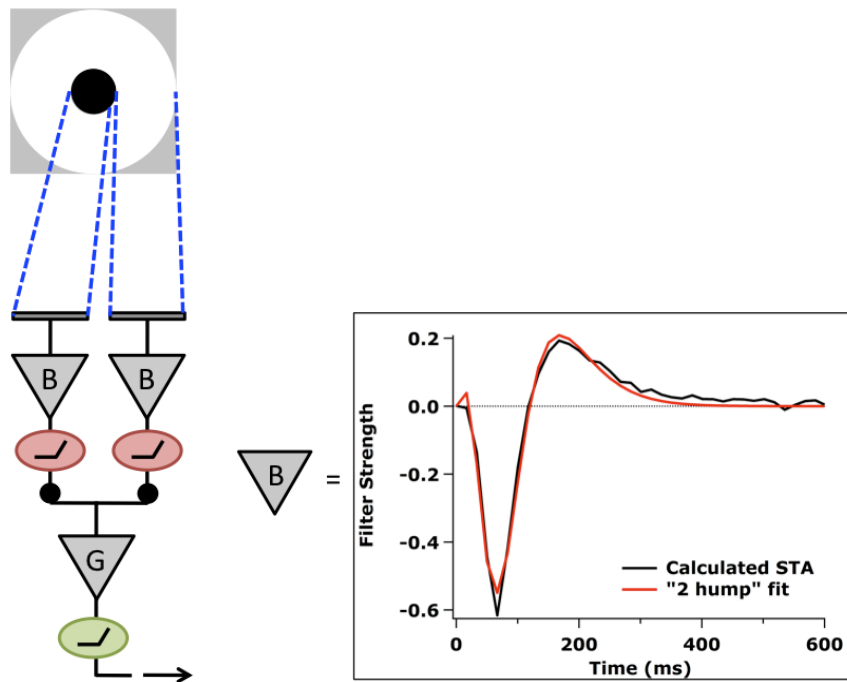 B B
G
B =
0.2
0.0
-0.2
-0.4
-0.6
Filter Strength
Calculated STA
"2 hump" fit
0 200 400 600
Time (ms)